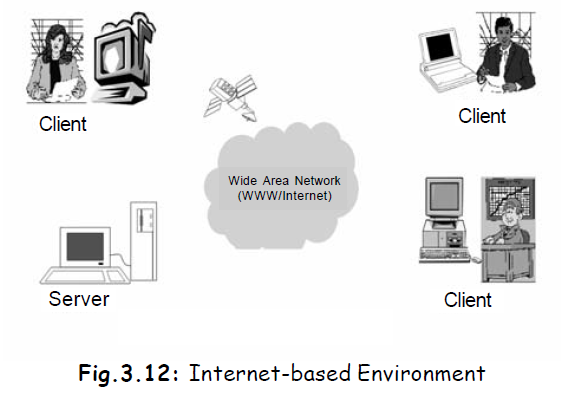 Client
Client
Wide Area Network
(WWW/Internet)
Server
Client
Fig.3.12: Internet-based Environment